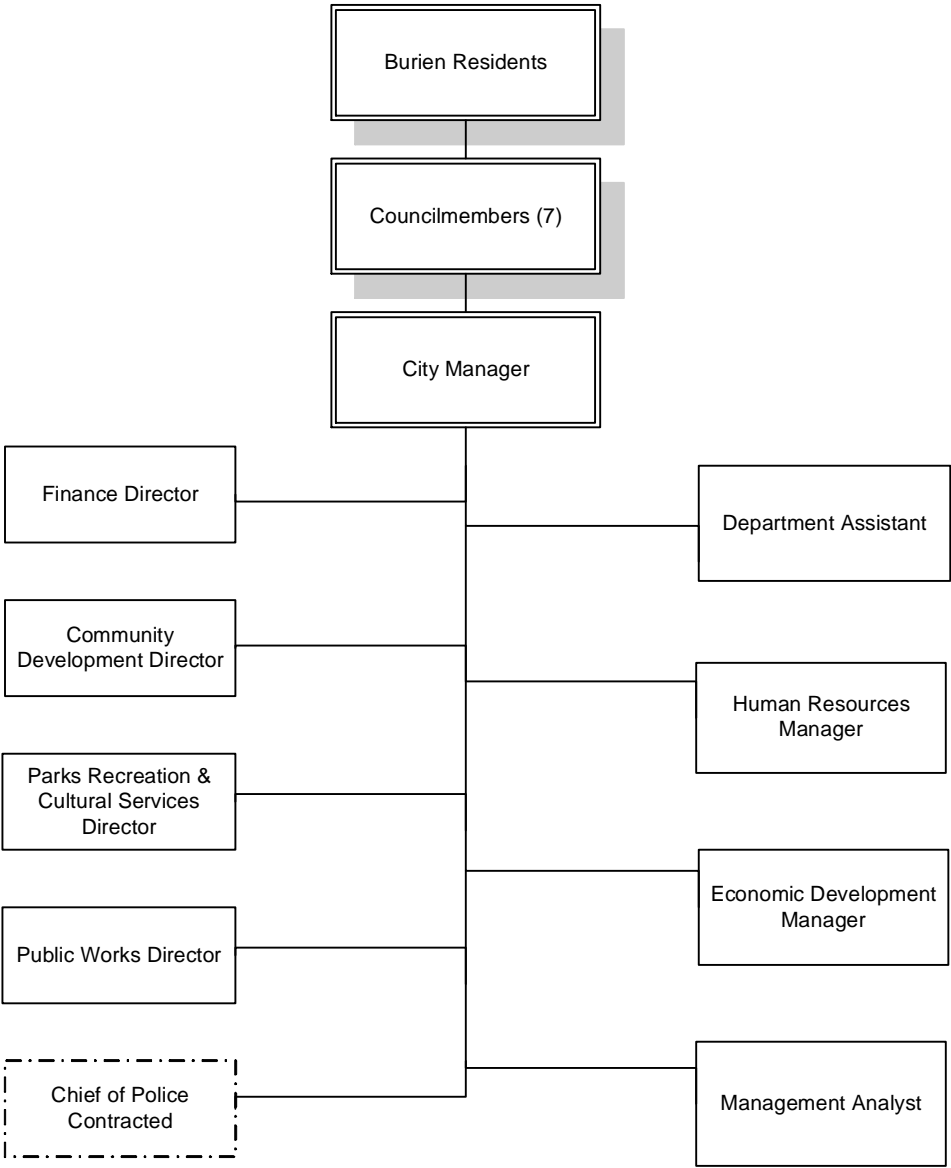 Burien Residents
Councilmembers (7)
City Manager
Finance Director
Department Assistant
Community
Development Director
Human Resources
Manager
Parks Recreation &
Cultural Services
Director
Economic Development
Manager
Public Works Director
Chief of Police
Contracted
Management Analyst